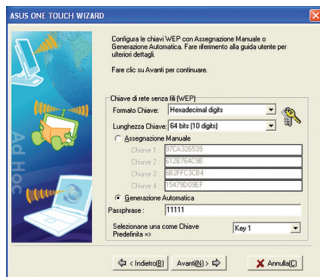 ASUS ONE TOUCH WIZARD
Configura le chiavi WEP con Assegnazione Manuale o
Generazione Automatica. Fare riferimento alla guida utente per
ulteriori dettagli.
Fare clic su Avanti per continuare.
Chiave di rete senza fili (WEP)
Formato Chiave: Hexadecimal digits
Lunghezza Chiave: 64 bits (10 digits)
Assegnazione Manuale
Chiave 1 : 97CA326539
Chiave 2 : 612B764C9E
Chiave 3 : 6B2FFC3CB4
Chiave 4 : 15479D09EF
Generazione Automatica
Passphrase : 11111
Selezionare una come Chiave
Predefinita => Key 1
Ad Hoc
< Indietro(B) Avanti(N) > Annulla(C)